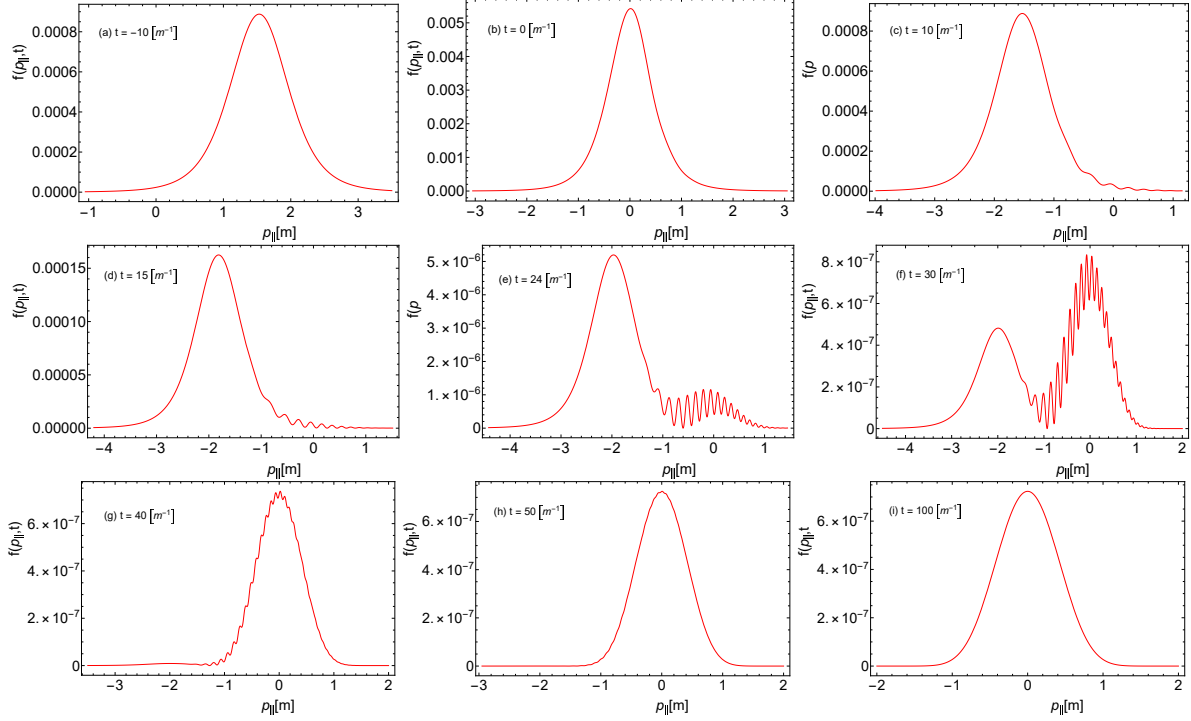 (a) t = −10 [m⁻¹]
f(p||,t)
0.0008
0.0006
0.0004
0.0002
0.0000
−1 0 1 2 3
p||[m]
(b) t = 0 [m⁻¹]
f(p||,t)
0.005
0.004
0.003
0.002
0.001
0.000
−3 −2 −1 0 1 2 3
p||[m]
(c) t = 10 [m⁻¹]
f(p
0.0008
0.0006
0.0004
0.0002
0.0000
−4 −3 −2 −1 0 1
p||[m]
(d) t = 15 [m⁻¹]
f(p||,t)
0.00015
0.00010
0.00005
0.00000
−4 −3 −2 −1 0 1
p||[m]
(e) t = 24 [m⁻¹]
f(p
5. × 10⁻⁶
4. × 10⁻⁶
3. × 10⁻⁶
2. × 10⁻⁶
1. × 10⁻⁶
0
−4 −3 −2 −1 0 1
p||[m]
(f) t = 30 [m⁻¹]
f(p||,t)
8. × 10⁻⁷
6. × 10⁻⁷
4. × 10⁻⁷
2. × 10⁻⁷
0
−4 −3 −2 −1 0 1 2
p||[m]
(g) t = 40 [m⁻¹]
f(p||,t)
6. × 10⁻⁷
4. × 10⁻⁷
2. × 10⁻⁷
0
−3 −2 −1 0 1 2
p||[m]
(h) t = 50 [m⁻¹]
f(p||,t)
6. × 10⁻⁷
4. × 10⁻⁷
2. × 10⁻⁷
0
−3 −2 −1 0 1 2
p||[m]
(i) t = 100 [m⁻¹]
f(p||,t
6. × 10⁻⁷
4. × 10⁻⁷
2. × 10⁻⁷
0
−2 −1 0 1 2
p||[m]